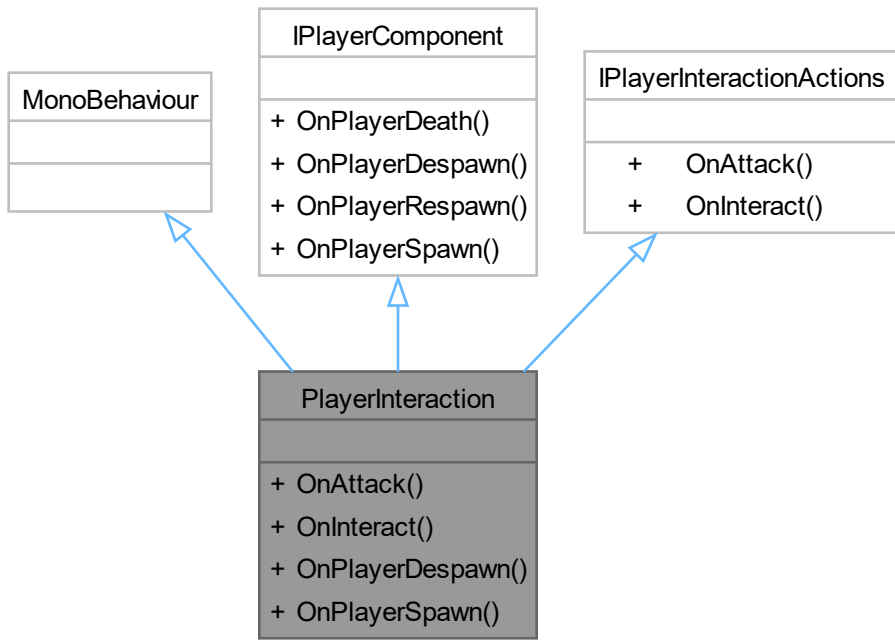 MonoBehaviour
IPlayerComponent
+ OnPlayerDeath()
+ OnPlayerDespawn()
+ OnPlayerRespawn()
+ OnPlayerSpawn()
IPlayerInteractionActions
+ OnAttack()
+ OnInteract()
PlayerInteraction
+ OnAttack()
+ OnInteract()
+ OnPlayerDespawn()
+ OnPlayerSpawn()